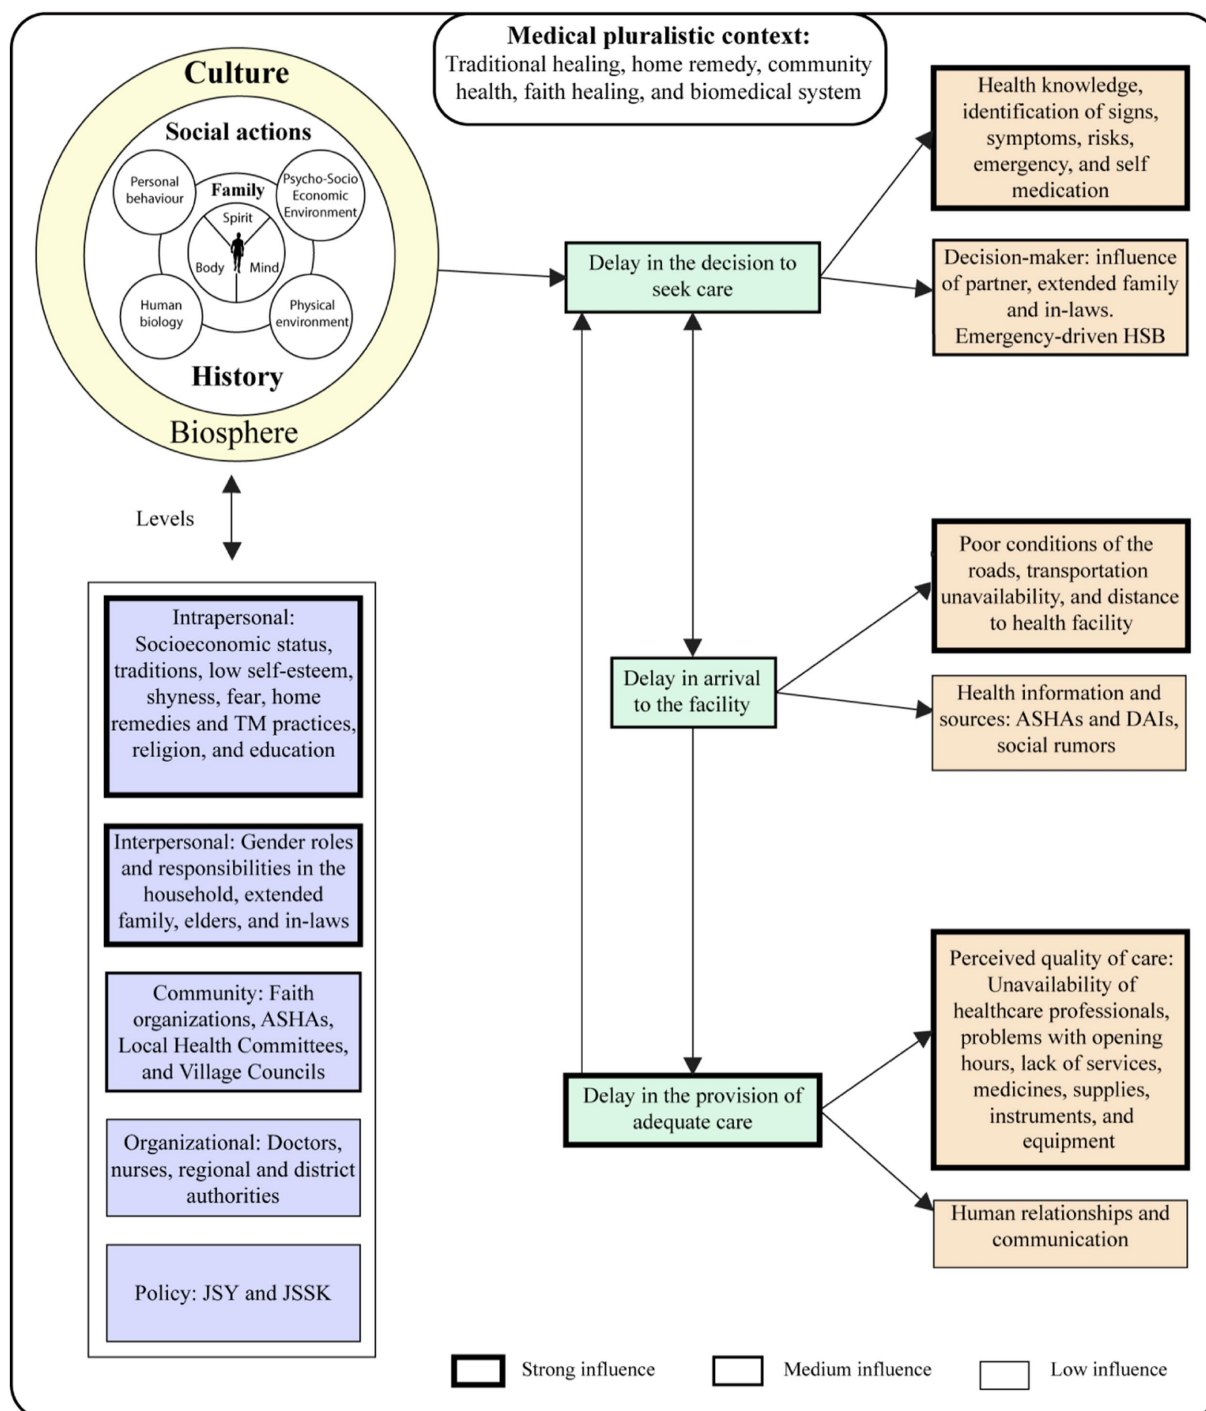 Medical pluralistic context:
Traditional healing, home remedy, community
health, faith healing, and biomedical system
Culture
Social actions
Personal
behaviour
Psycho-Socio
Economic
Environment
Family
Spirit
Body
Mind
Human
biology
Physical
environment
History
Biosphere
Levels
Intrapersonal:
Socioeconomic status,
traditions, low self-esteem,
shyness, fear, home
remedies and TM practices,
religion, and education
Interpersonal: Gender roles
and responsibilities in the
household, extended
family, elders, and in-laws
Community: Faith
organizations, ASHAs,
Local Health Committees,
and Village Councils
Organizational: Doctors,
nurses, regional and district
authorities
Policy: JSY and JSSK
Delay in the decision to
seek care
Delay in arrival
to the facility
Delay in the provision of
adequate care
Health knowledge,
identification of signs,
symptoms, risks,
emergency, and self
medication
Decision-maker: influence
of partner, extended family
and in-laws.
Emergency-driven HSB
Poor conditions of the
roads, transportation
unavailability, and distance
to health facility
Health information and
sources: ASHAs and DAIs,
social rumors
Perceived quality of care:
Unavailability of
healthcare professionals,
problems with opening
hours, lack of services,
medicines, supplies,
instruments, and
equipment
Human relationships and
communication
Strong influence
Medium influence
Low influence